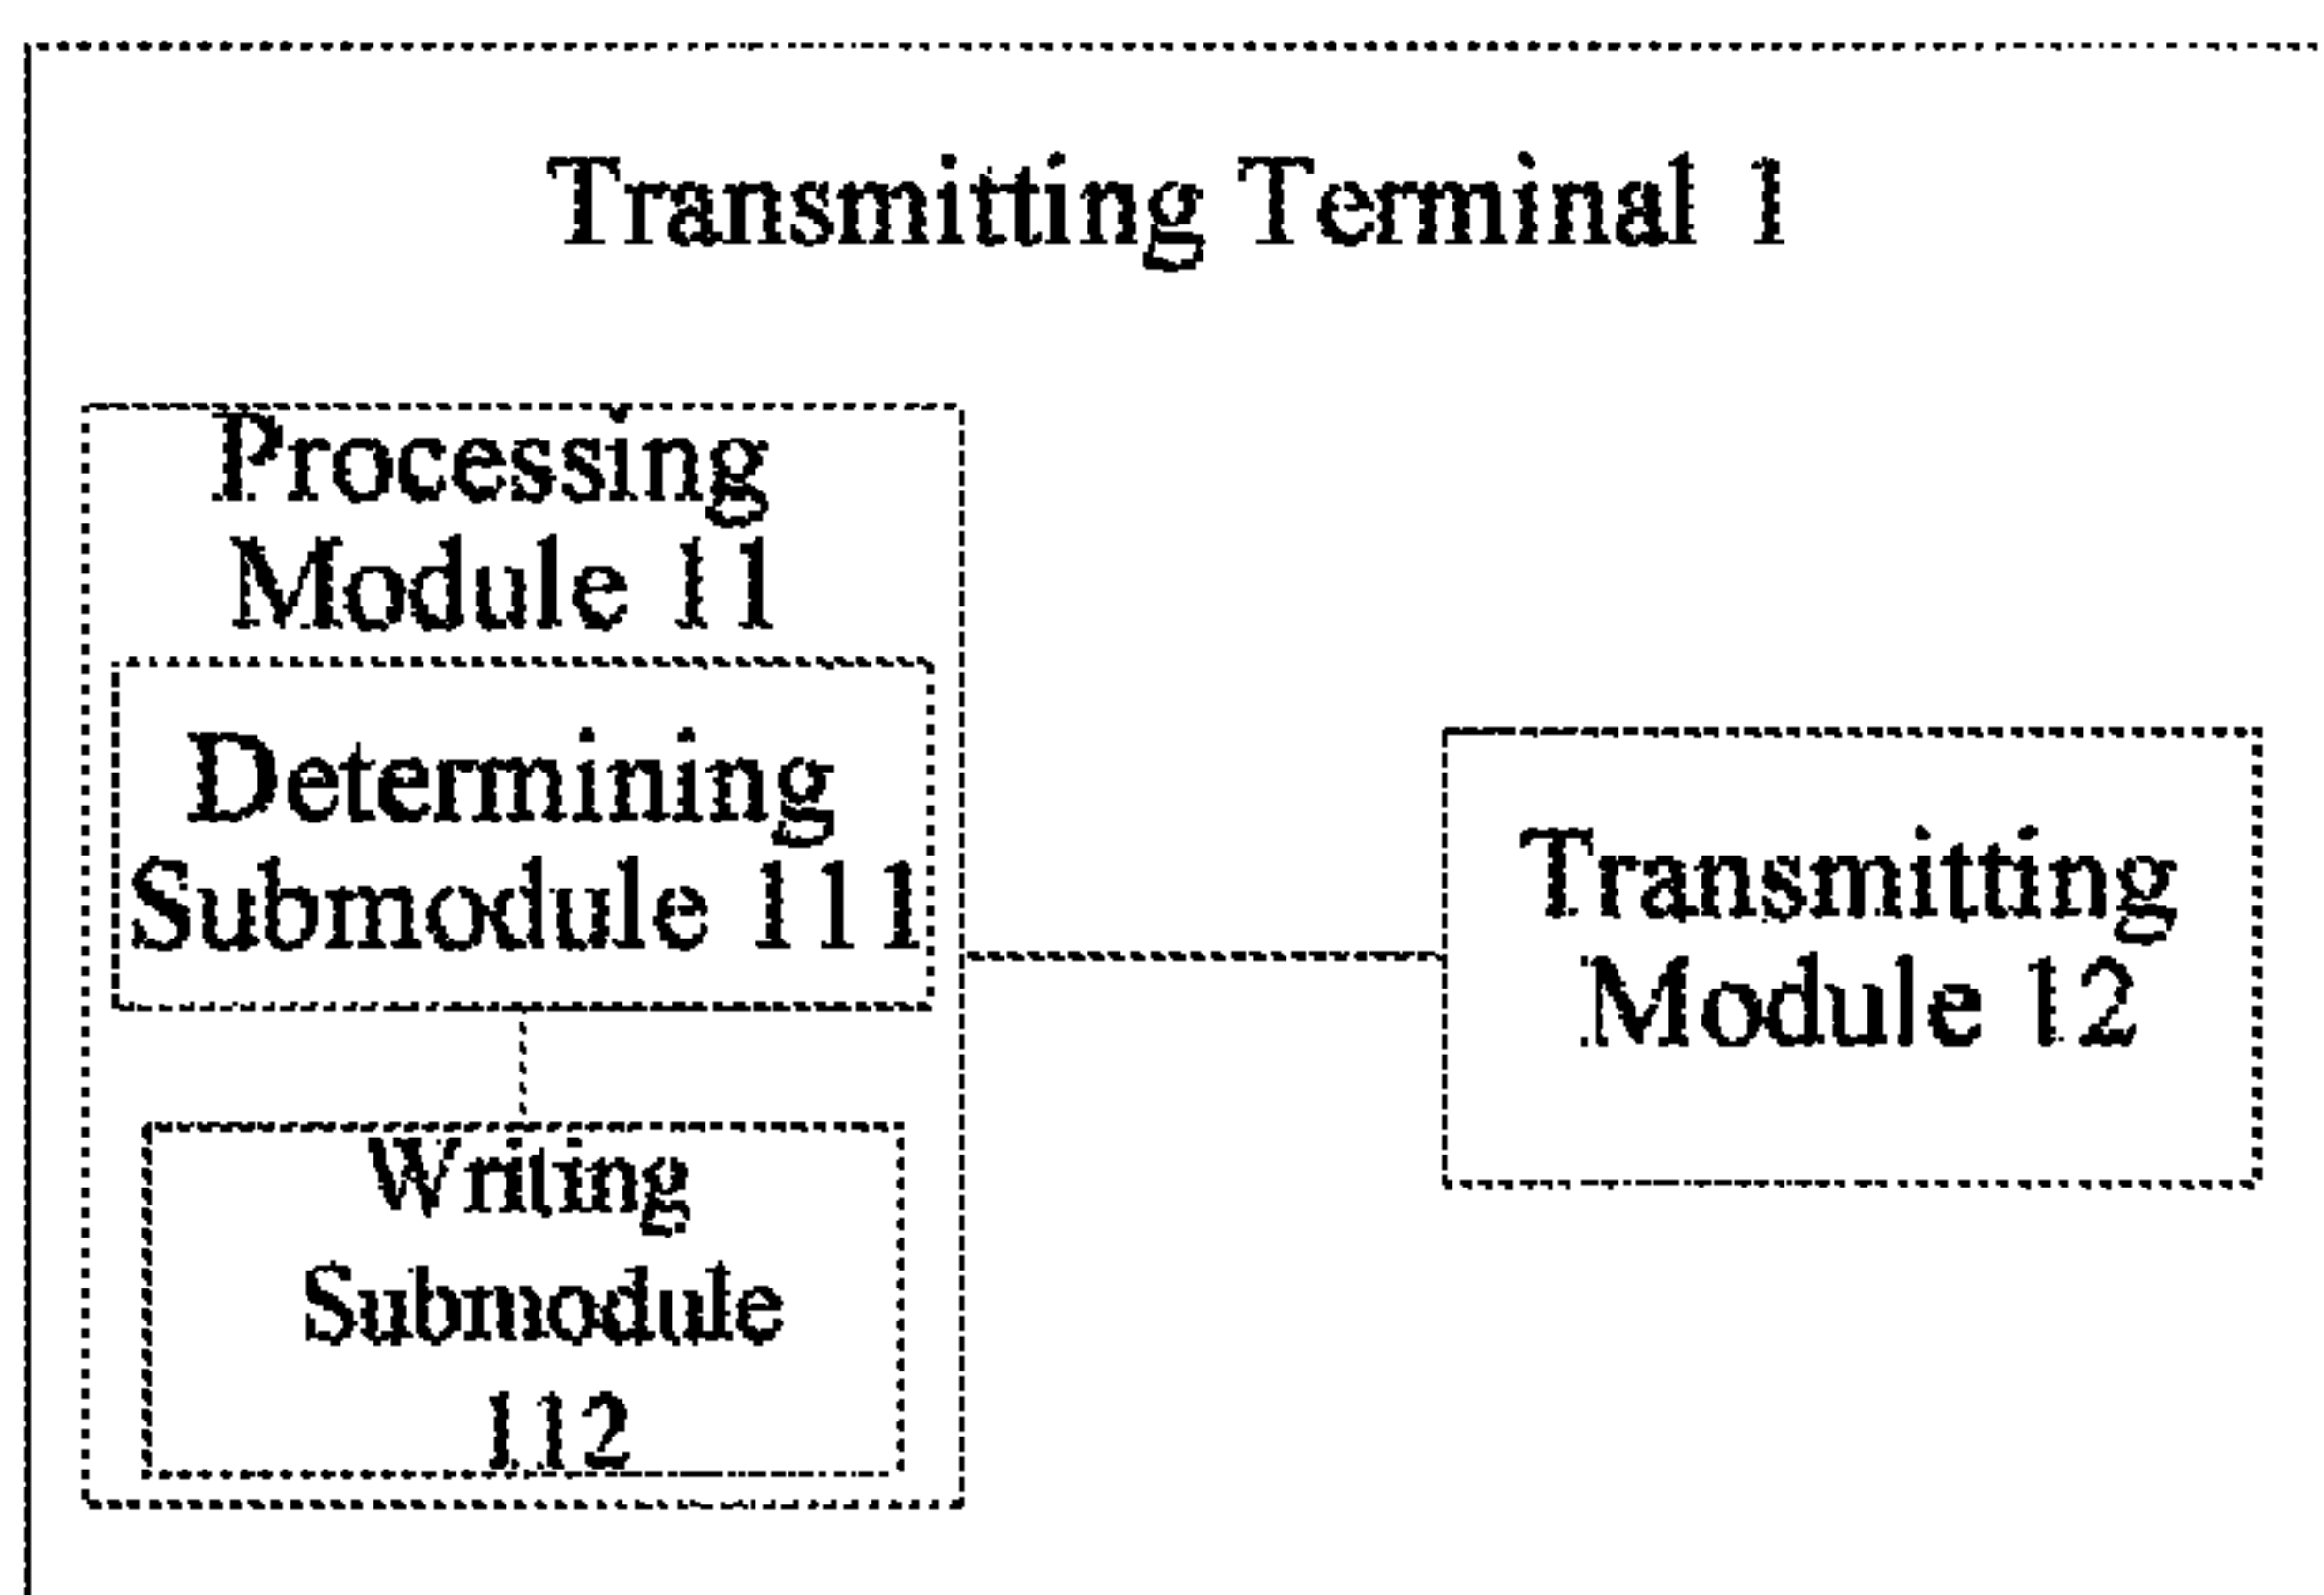 Transmitting Terminal 1
Processing
Module 11
Determining
Submodule 111
Writing
Submodule
112
Transmitting
Module 12